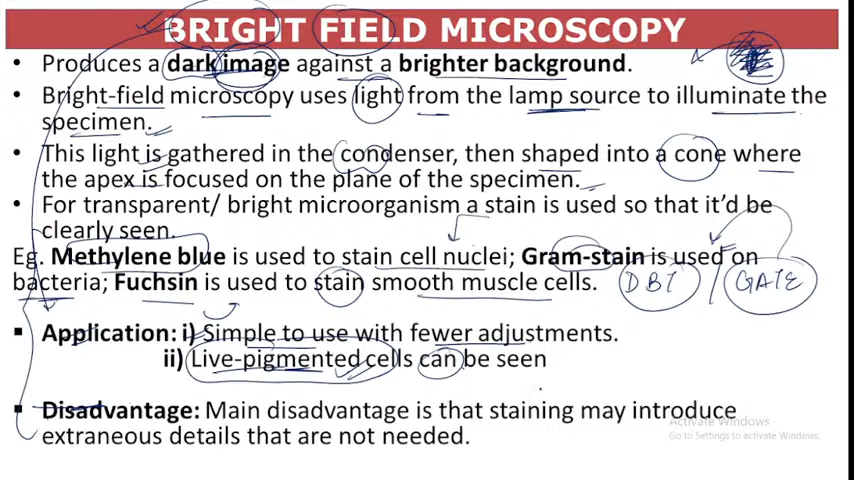 BRIGHT FIELD MICROSCOPY
• Produces a dark image against a brighter background.
• Bright-field microscopy uses light from the lamp source to illuminate the
specimen.
• This light is gathered in the condenser, then shaped into a cone where
the apex is focused on the plane of the specimen.
• For transparent/ bright microorganism a stain is used so that it'd be
clearly seen.
Eg. Methylene blue is used to stain cell nuclei; Gram-stain is used on
bacteria; Fuchsin is used to stain smooth muscle cells.
DBT / GATE
▪ Application: i) Simple to use with fewer adjustments.
ii) Live-pigmented cells can be seen
▪ Disadvantage: Main disadvantage is that staining may introduce
extraneous details that are not needed.
Activate Windows
Go to Settings to activate Windows.